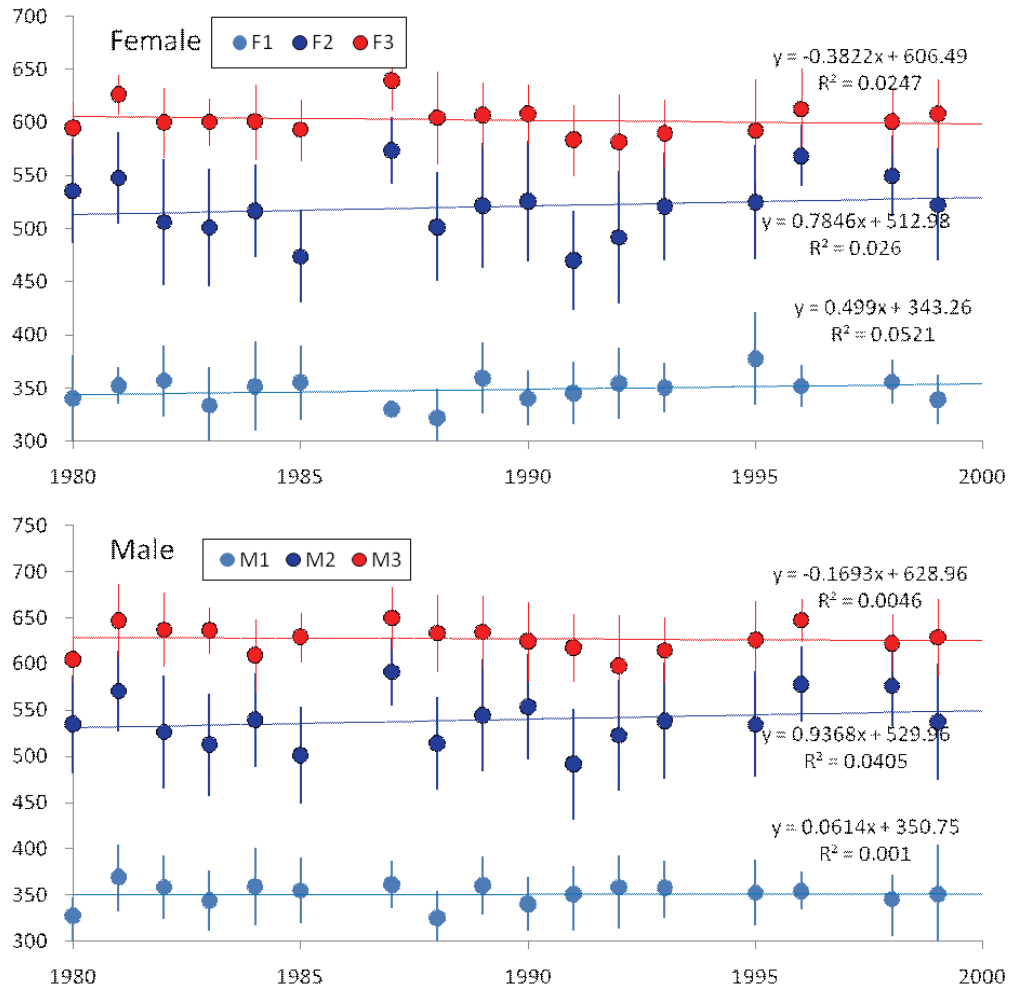 700
650
600
550
500
450
400
350
300
Female
F1 F2 F3
y = -0.3822x + 606.49
R² = 0.0247
y = 0.7846x + 512.98
R² = 0.026
y = 0.499x + 343.26
R² = 0.0521
1980 1985 1990 1995 2000
750
700
650
600
550
500
450
400
350
300
Male
M1 M2 M3
y = -0.1693x + 628.96
R² = 0.0046
y = 0.9368x + 529.96
R² = 0.0405
y = 0.0614x + 350.75
R² = 0.001
1980 1985 1990 1995 2000